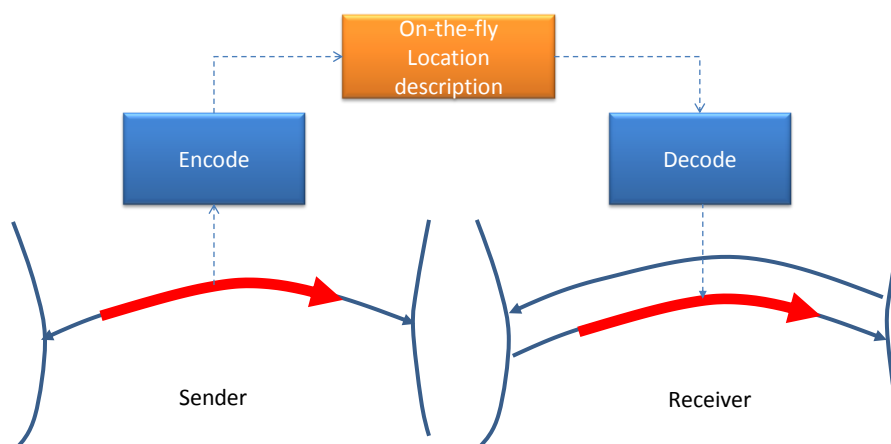 On-the-fly
Location
description
Encode
Decode
Sender
Receiver